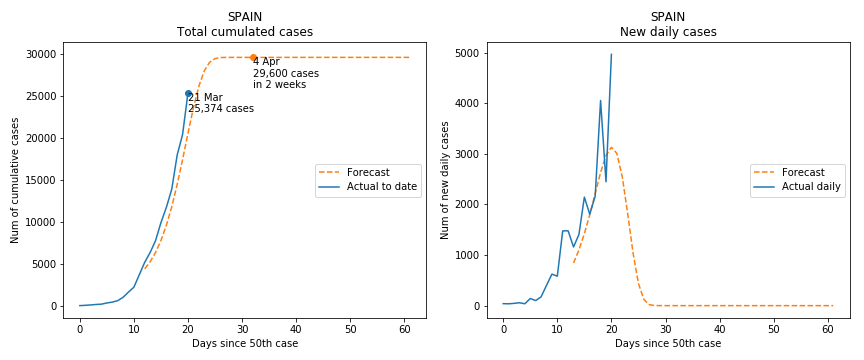 SPAIN
Total cumulated cases
Num of cumulative cases
30000
25000
20000
15000
10000
5000
0
4 Apr
29,600 cases
in 2 weeks
21 Mar
25,374 cases
Forecast
Actual to date
0 10 20 30 40 50 60
Days since 50th case
SPAIN
New daily cases
Num of new daily cases
5000
4000
3000
2000
1000
0
Forecast
Actual daily
0 10 20 30 40 50 60
Days since 50th case